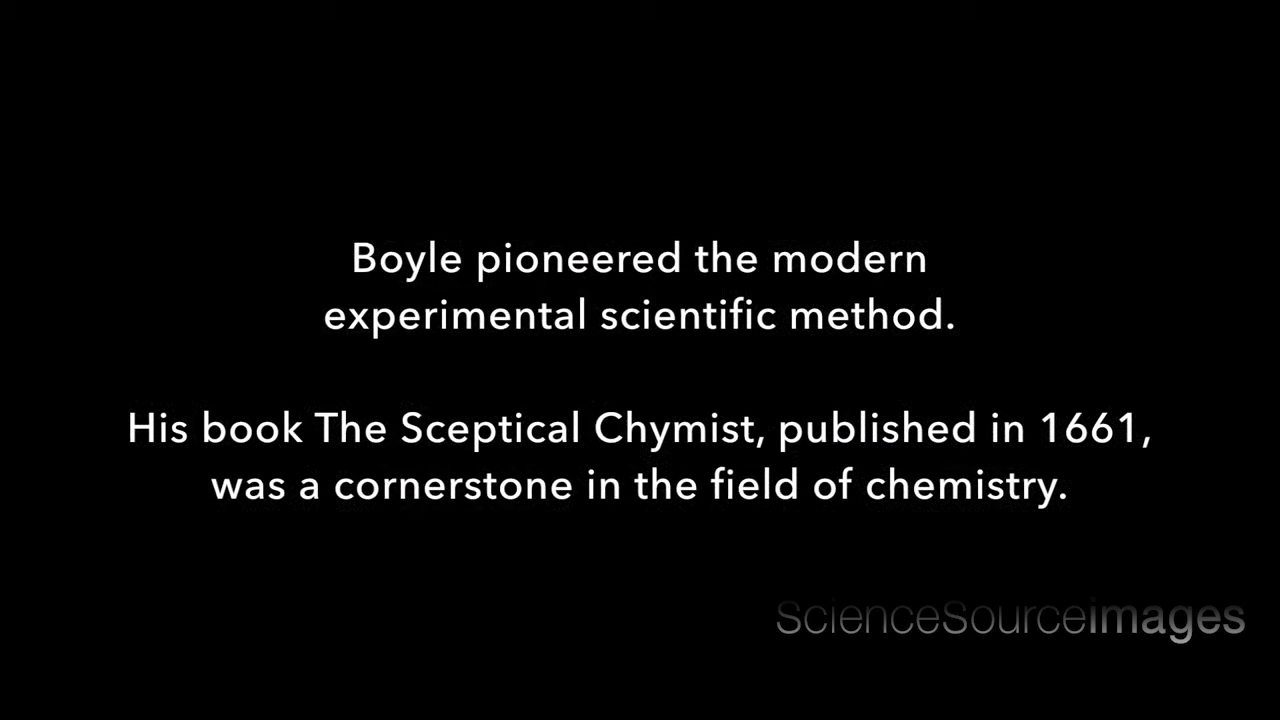 Boyle pioneered the modern
experimental scientific method.
His book The Sceptical Chymist, published in 1661,
was a cornerstone in the field of chemistry.
ScienceSourceimages